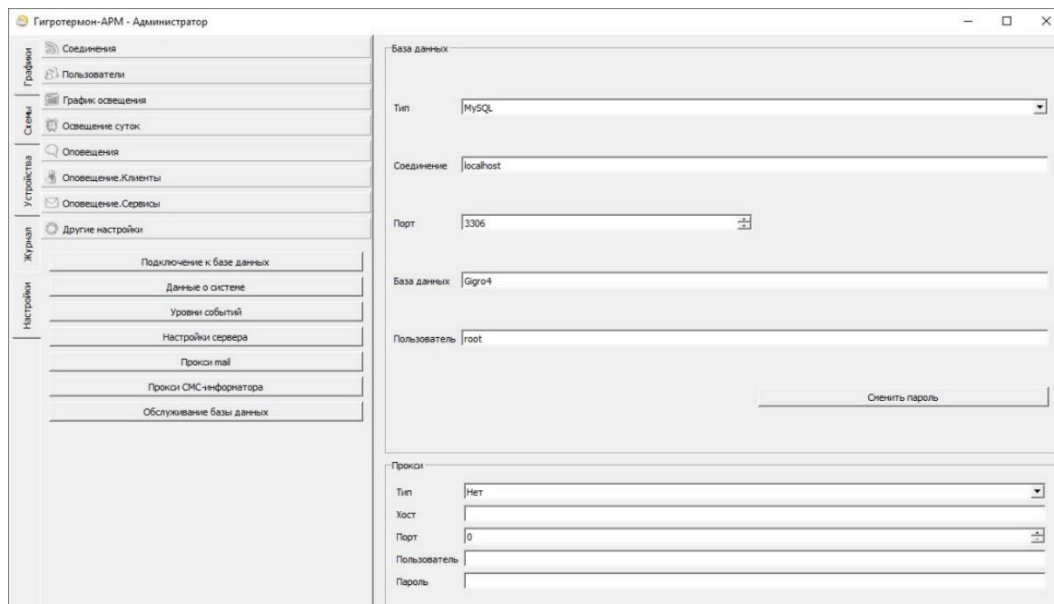 Гигротермон-АРМ - Администратор
Графики
Схемы
Устройства
Журнал
Настройки
Соединения
Пользователи
График освещения
Освещение суток
Оповещения
Оповещение.Клиенты
Оповещение.Сервисы
Другие настройки
Подключение к базе данных
Данные о системе
Уровни событий
Настройки сервера
Прокси mail
Прокси СМС-информатора
Обслуживание базы данных
База данных
Тип MySQL
Соединение localhost
Порт 3306
База данных Gigro4
Пользователь root
Сменить пароль
Прокси
Тип Нет
Хост
Порт 0
Пользователь
Пароль